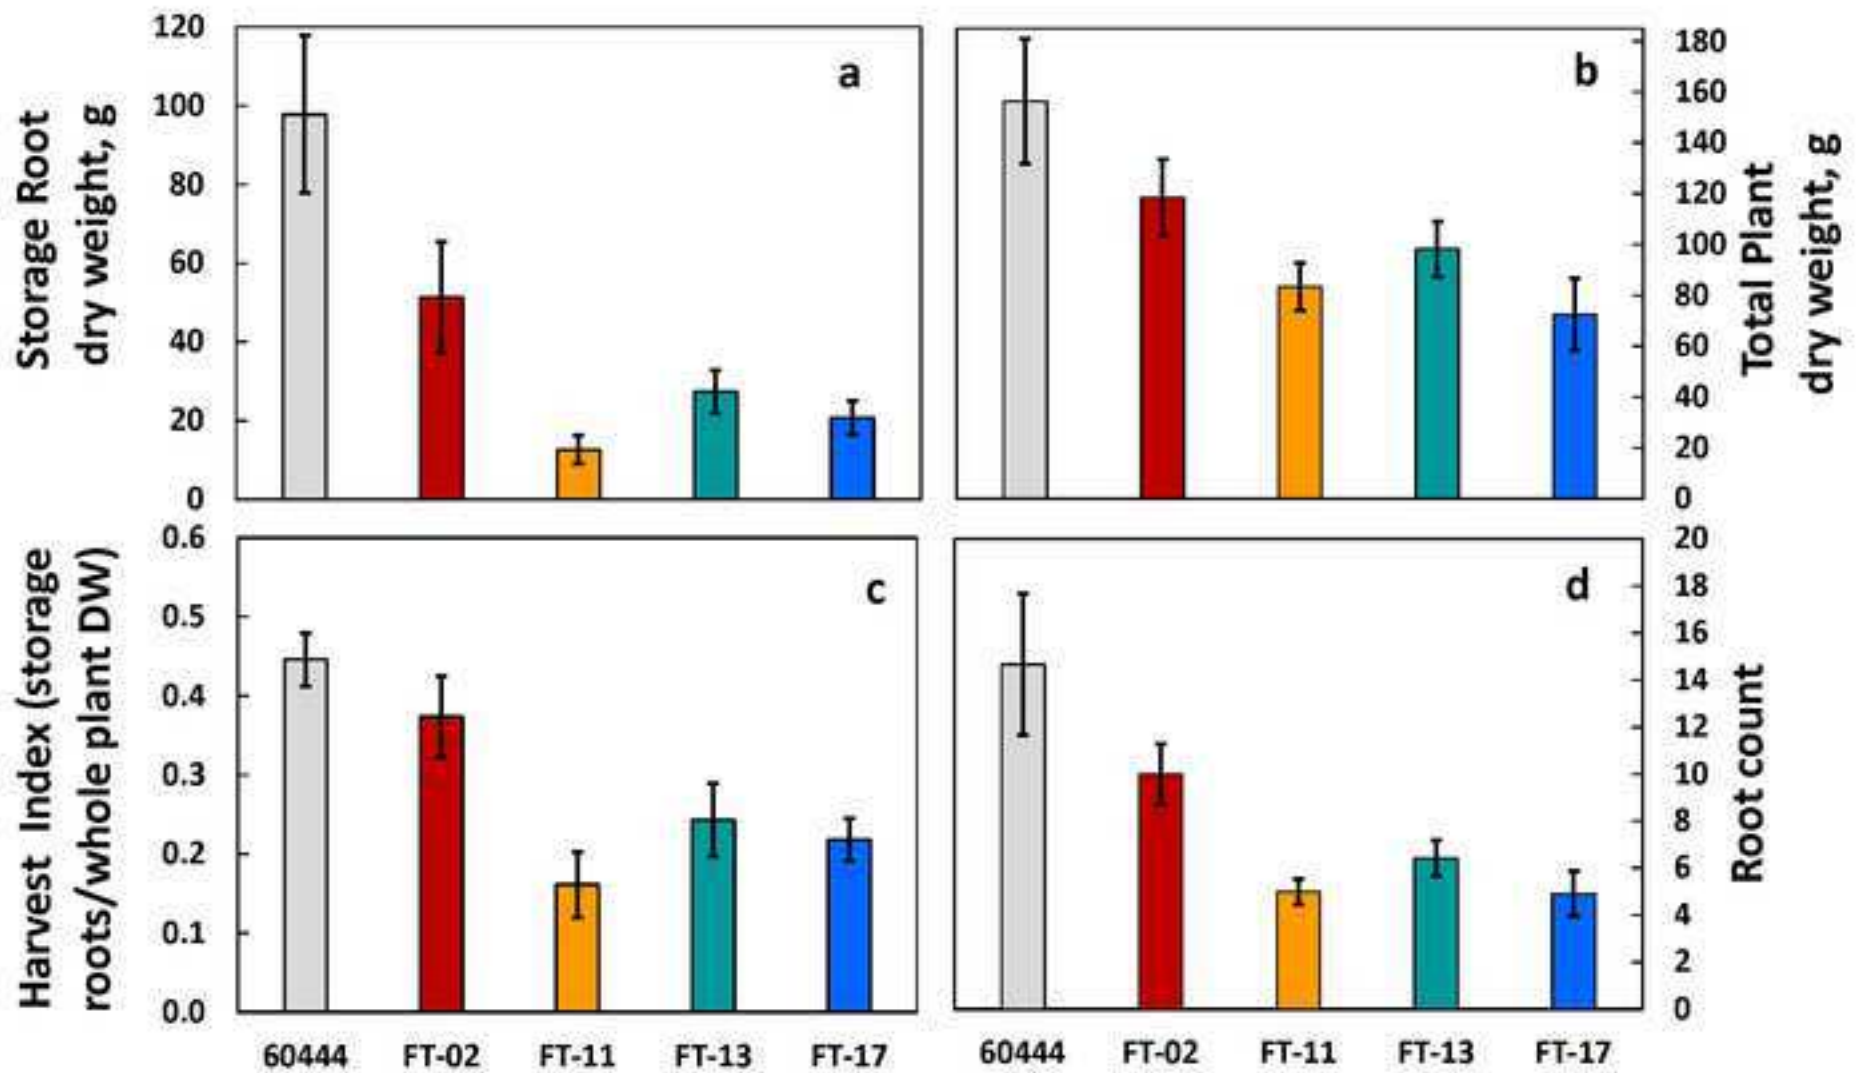 Storage Root
dry weight, g
120
100
80
60
40
20
0
a
b
180
160
140
120
100
80
60
40
20
0
Total Plant
dry weight, g
Harvest Index (storage
roots/whole plant DW)
0.6
0.5
0.4
0.3
0.2
0.1
0.0
c
d
20
18
16
14
12
10
8
6
4
2
0
Root count
60444 FT-02 FT-11 FT-13 FT-17
60444 FT-02 FT-11 FT-13 FT-17